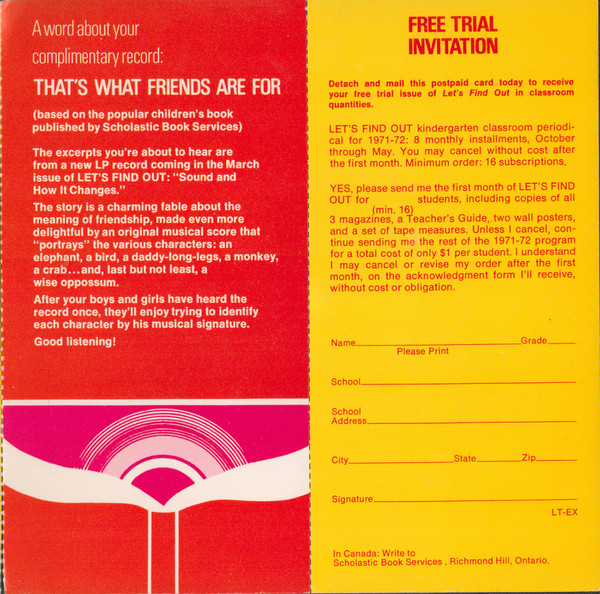 A word about your
complimentary record:
THAT'S WHAT FRIENDS ARE FOR
(based on the popular children's book
published by Scholastic Book Services)
The excerpts you're about to hear are
from a new LP record coming in the March
issue of LET'S FIND OUT: "Sound and
How It Changes."
The story is a charming fable about the
meaning of friendship, made even more
delightful by an original musical score that
"portrays" the various characters: an
elephant, a bird, a daddy-long-legs, a monkey,
a crab...and, last but not least, a
wise oppossum.
After your boys and girls have heard the
record once, they'll enjoy trying to identify
each character by his musical signature.
Good listening!
FREE TRIAL
INVITATION
Detach and mail this postpaid card today to receive
your free trial issue of Let's Find Out in classroom
quantities.
LET'S FIND OUT kindergarten classroom periodi-
cal for 1971-72: 8 monthly installments, October
through May. You may cancel without cost after
the first month. Minimum order: 16 subscriptions.
YES, please send me the first month of LET'S FIND
OUT for students, including copies of all
(min. 16)
3 magazines, a Teacher's Guide, two wall posters,
and a set of tape measures. Unless I cancel, con-
tinue sending me the rest of the 1971-72 program
for a total cost of only $1 per student. I understand
I may cancel or revise my order after the first
month, on the acknowledgment form I'll receive,
without cost or obligation.
Name Grade
Please Print
School
School
Address
City State Zip
Signature
LT-EX
In Canada: Write to
Scholastic Book Services, Richmond Hill, Ontario.